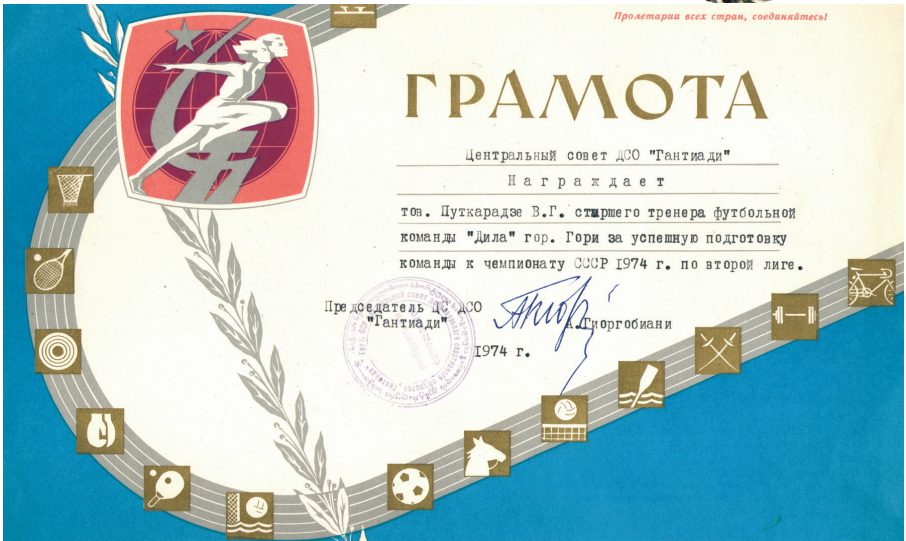 Пролетарии всех стран, соединяйтесь!
ГРАМОТА
Центральный совет ДСО "Гантиади"
Награждает
тов. Путкарадзе В.Г. старшего тренера футбольной
команды "Дила" гор. Гори за успешную подготовку
команды к чемпионату СССР 1974 г. по второй лиге.
Председатель ЦС ДСО
"Гантиади" А.Гиоргобиани
1974 г.